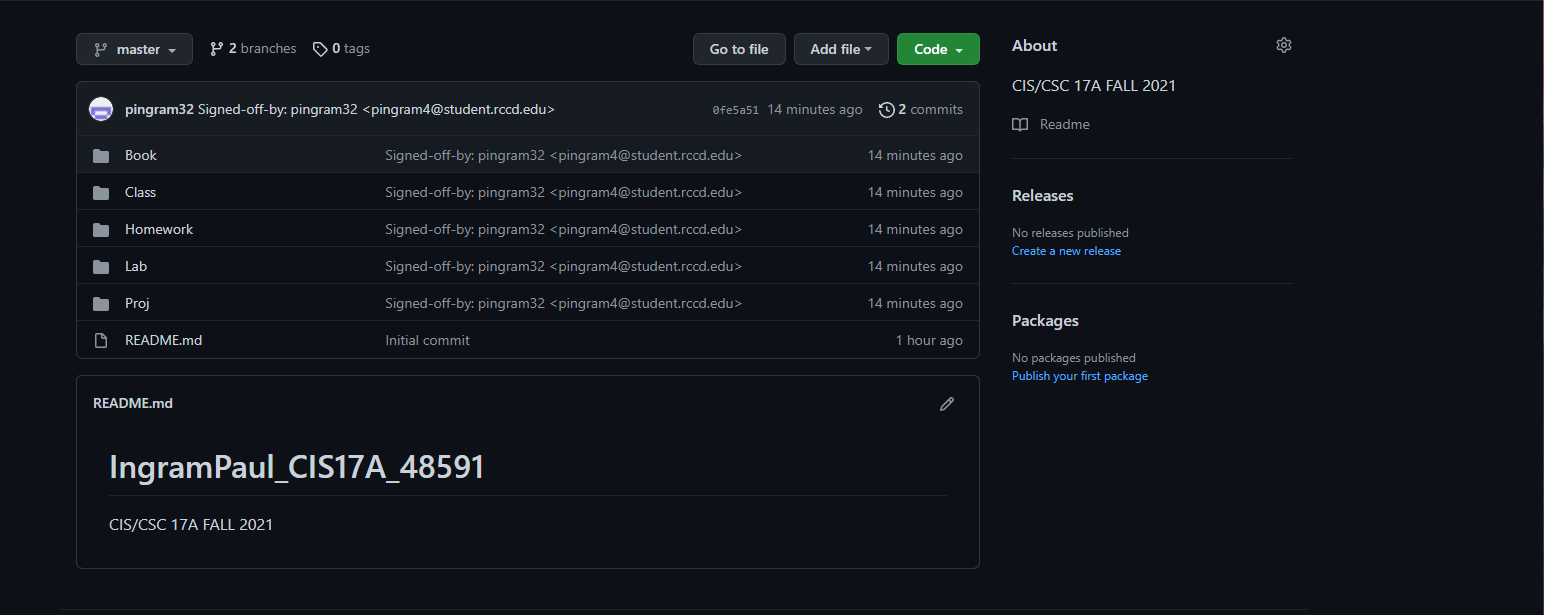 master 2 branches 0 tags Go to file Add file Code
pingram32 Signed-off-by: pingram32 <pingram4@student.rccd.edu> 0fe5a51 14 minutes ago 2 commits
Book Signed-off-by: pingram32 <pingram4@student.rccd.edu> 14 minutes ago
Class Signed-off-by: pingram32 <pingram4@student.rccd.edu> 14 minutes ago
Homework Signed-off-by: pingram32 <pingram4@student.rccd.edu> 14 minutes ago
Lab Signed-off-by: pingram32 <pingram4@student.rccd.edu> 14 minutes ago
Proj Signed-off-by: pingram32 <pingram4@student.rccd.edu> 14 minutes ago
README.md Initial commit 1 hour ago
README.md
IngramPaul_CIS17A_48591
CIS/CSC 17A FALL 2021
About
CIS/CSC 17A FALL 2021
Readme
Releases
No releases published
Create a new release
Packages
No packages published
Publish your first package